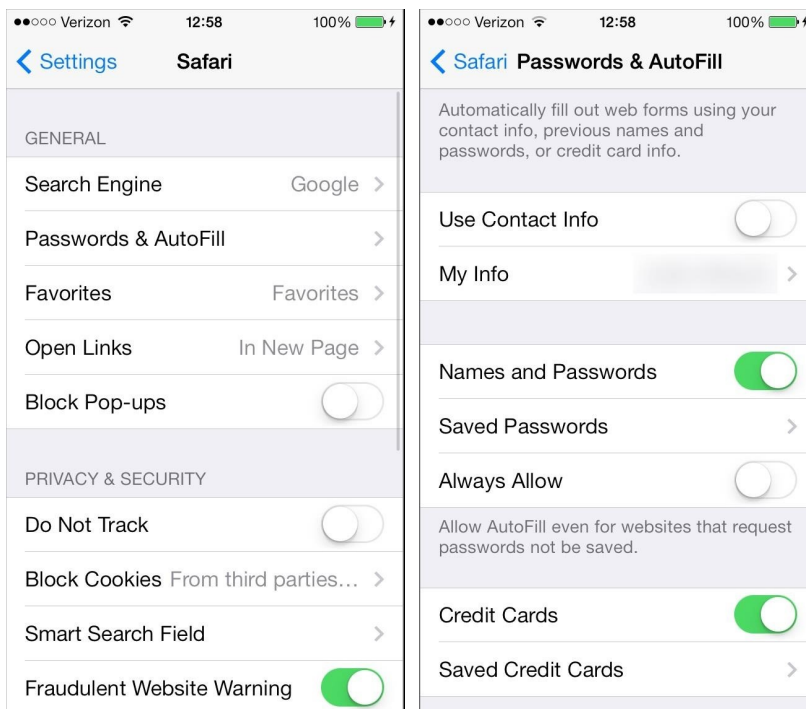 Verizon 12:58 100%
Settings Safari
GENERAL
Search Engine Google
Passwords & AutoFill
Favorites Favorites
Open Links In New Page
Block Pop-ups
PRIVACY & SECURITY
Do Not Track
Block Cookies From third parties...
Smart Search Field
Fraudulent Website Warning
Verizon 12:58 100%
Safari Passwords & AutoFill
Automatically fill out web forms using your
contact info, previous names and
passwords, or credit card info.
Use Contact Info
My Info
Names and Passwords
Saved Passwords
Always Allow
Allow AutoFill even for websites that request
passwords not be saved.
Credit Cards
Saved Credit Cards